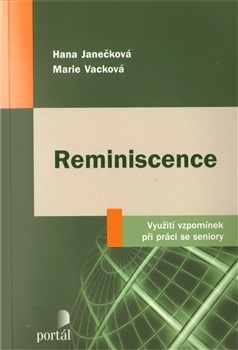 Hana Janečková
Marie Vacková
Reminiscence
Využití vzpomínek
při práci se seniory
portál